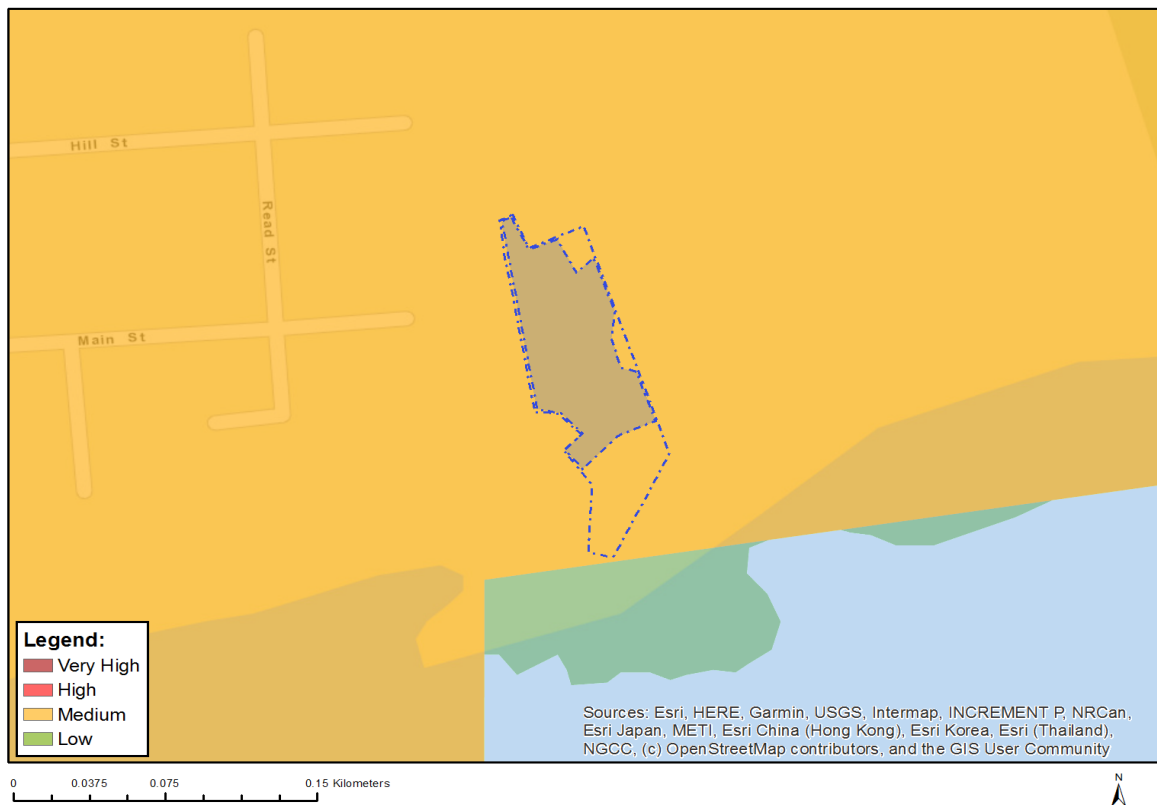 Hill St
Read St
Main St
Legend:
Very High
High
Medium
Low
Sources: Esri, HERE, Garmin, USGS, Intermap, INCREMENT P, NRCan,
Esri Japan, METI, Esri China (Hong Kong), Esri Korea, Esri (Thailand),
NGCC, (c) OpenStreetMap contributors, and the GIS User Community
0 0.0375 0.075 0.15 Kilometers
N